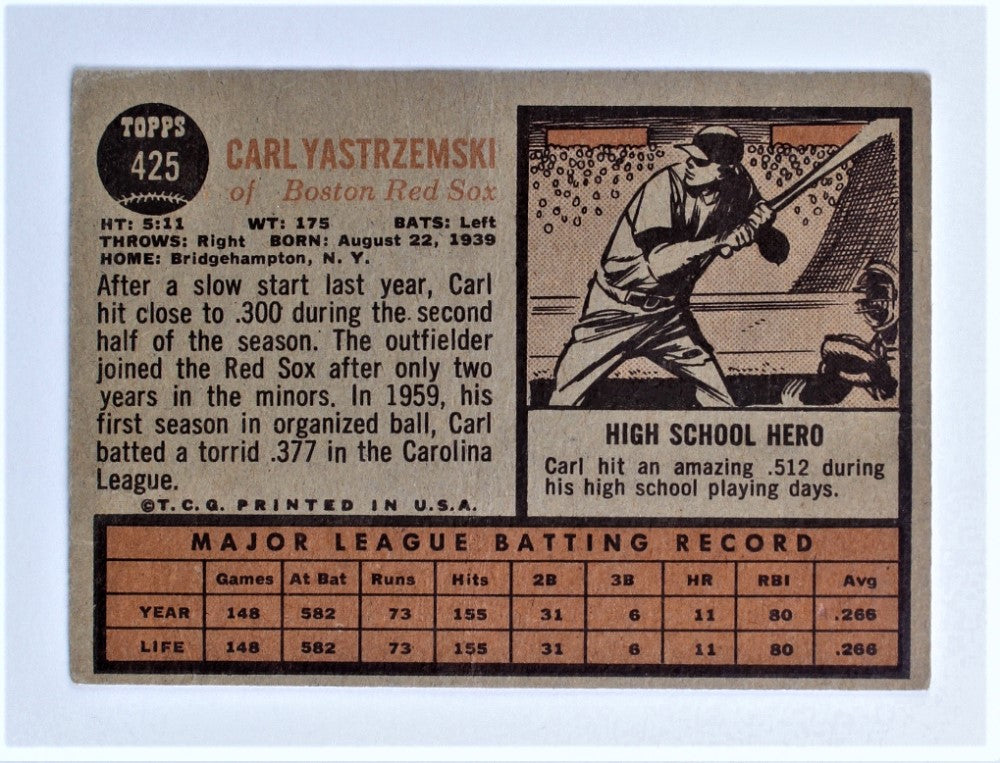 TOPPS
425
CARL YASTRZEMSKI
of Boston Red Sox
HT: 5:11 WT: 175 BATS: Left
THROWS: Right BORN: August 22, 1939
HOME: Bridgehampton, N. Y.
After a slow start last year, Carl
hit close to .300 during the second
half of the season. The outfielder
joined the Red Sox after only two
years in the minors. In 1959, his
first season in organized ball, Carl
batted a torrid .377 in the Carolina
League.
©T.C.G. PRINTED IN U.S.A.
HIGH SCHOOL HERO
Carl hit an amazing .512 during
his high school playing days.
MAJOR LEAGUE BATTING RECORD
Games At Bat Runs Hits 2B 3B HR RBI Avg
YEAR 148 582 73 155 31 6 11 80 .266
LIFE 148 582 73 155 31 6 11 80 .266